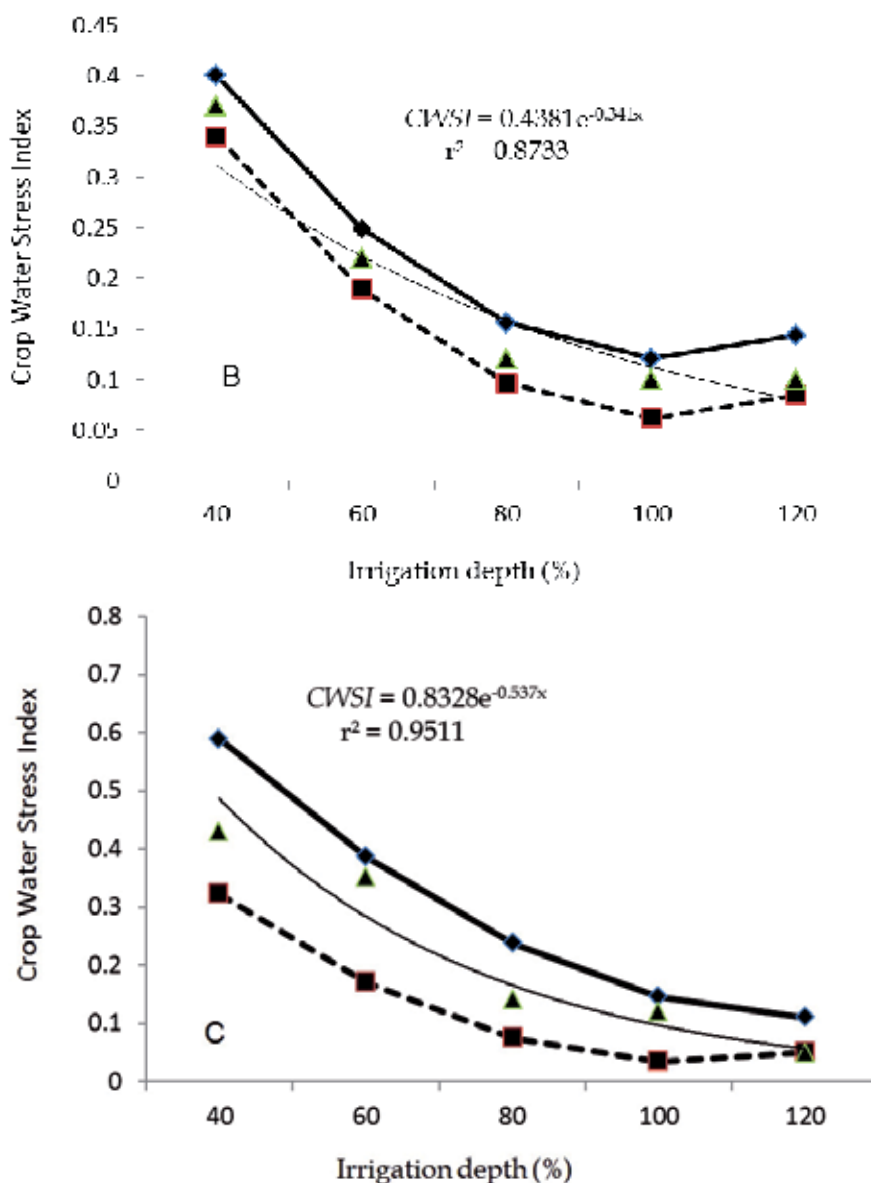 0.45
0.4
0.35
0.3
0.25
0.2
0.15
0.1
0.05
0
Crop Water Stress Index
CWSI = 0.4381e-0.341x
r² 0.8733
B
40 60 80 100 120
Irrigation depth (%)
0.8
0.7
0.6
0.5
0.4
0.3
0.2
0.1
0
Crop Water Stress Index
CWSI = 0.8328e-0.537x
r² = 0.9511
C
40 60 80 100 120
Irrigation depth (%)